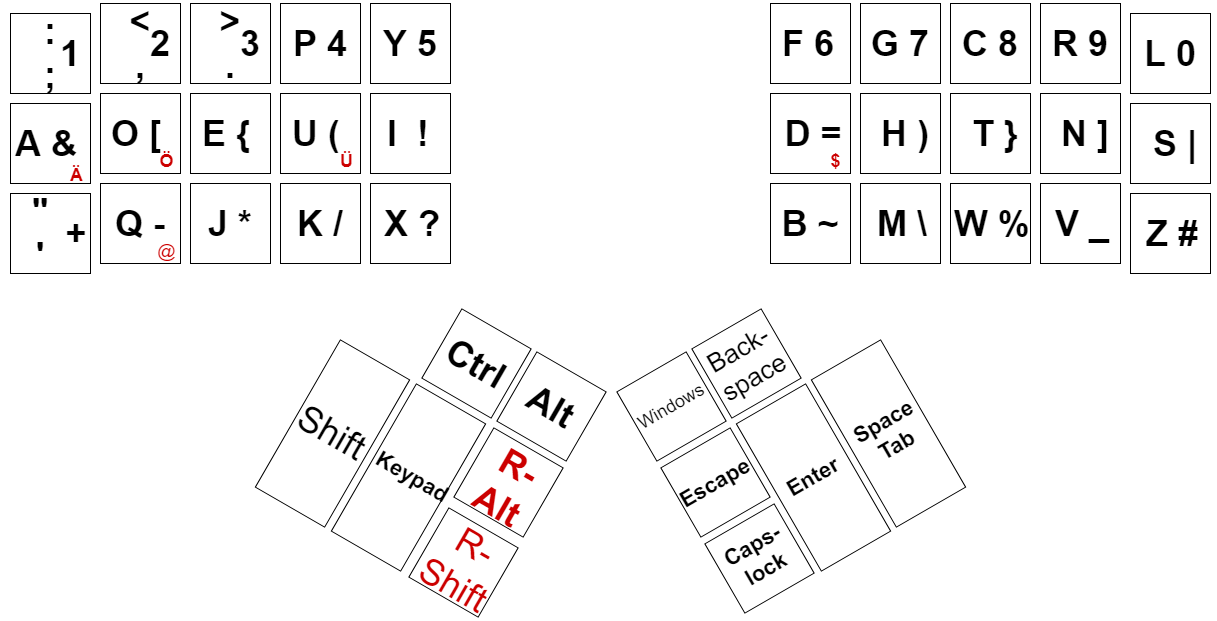 : ; 1
< , 2
> . 3
P 4
Y 5
F 6
G 7
C 8
R 9
L 0
A & Ä
O [ Ö
E {
U ( Ü
I !
D = $
H )
T }
N ]
S |
" ' +
Q - @
J *
K /
X ?
B ~
M \
W %
V _
Z #
Shift
Ctrl
Alt
Keypad
R-
Alt
R-
Shift
Windows
Back-
space
Escape
Enter
Space
Tab
Caps-
lock